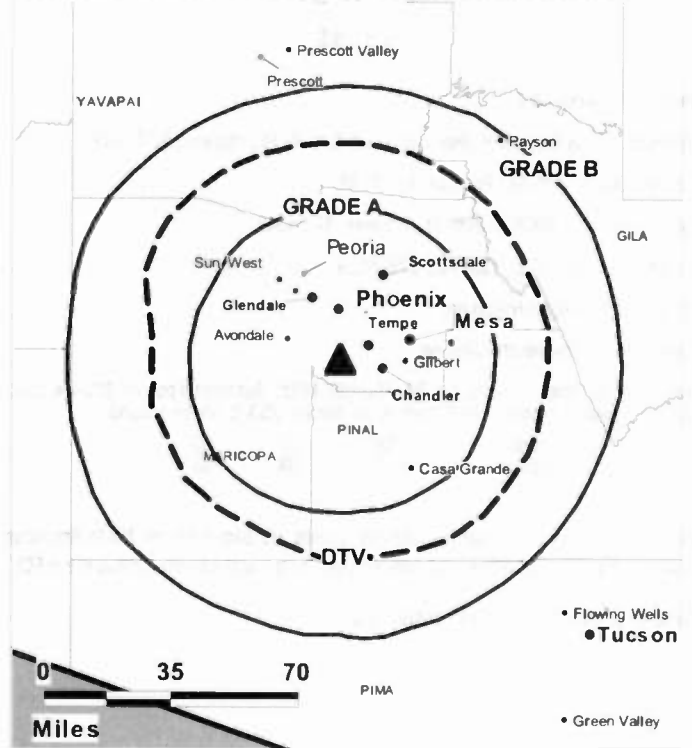 Prescott Valley
Prescott
YAVAPAI
Payson
GRADE B
GRADE A
GILA
Peoria
Scottsdale
Sun West
Phoenix
Glendale
Tempe
Mesa
Avondale
Gilbert
Chandler
PINAL
MARICOPA
Casa Grande
DTV
Flowing Wells
Tucson
0 35 70
PIMA
Miles
Green Valley